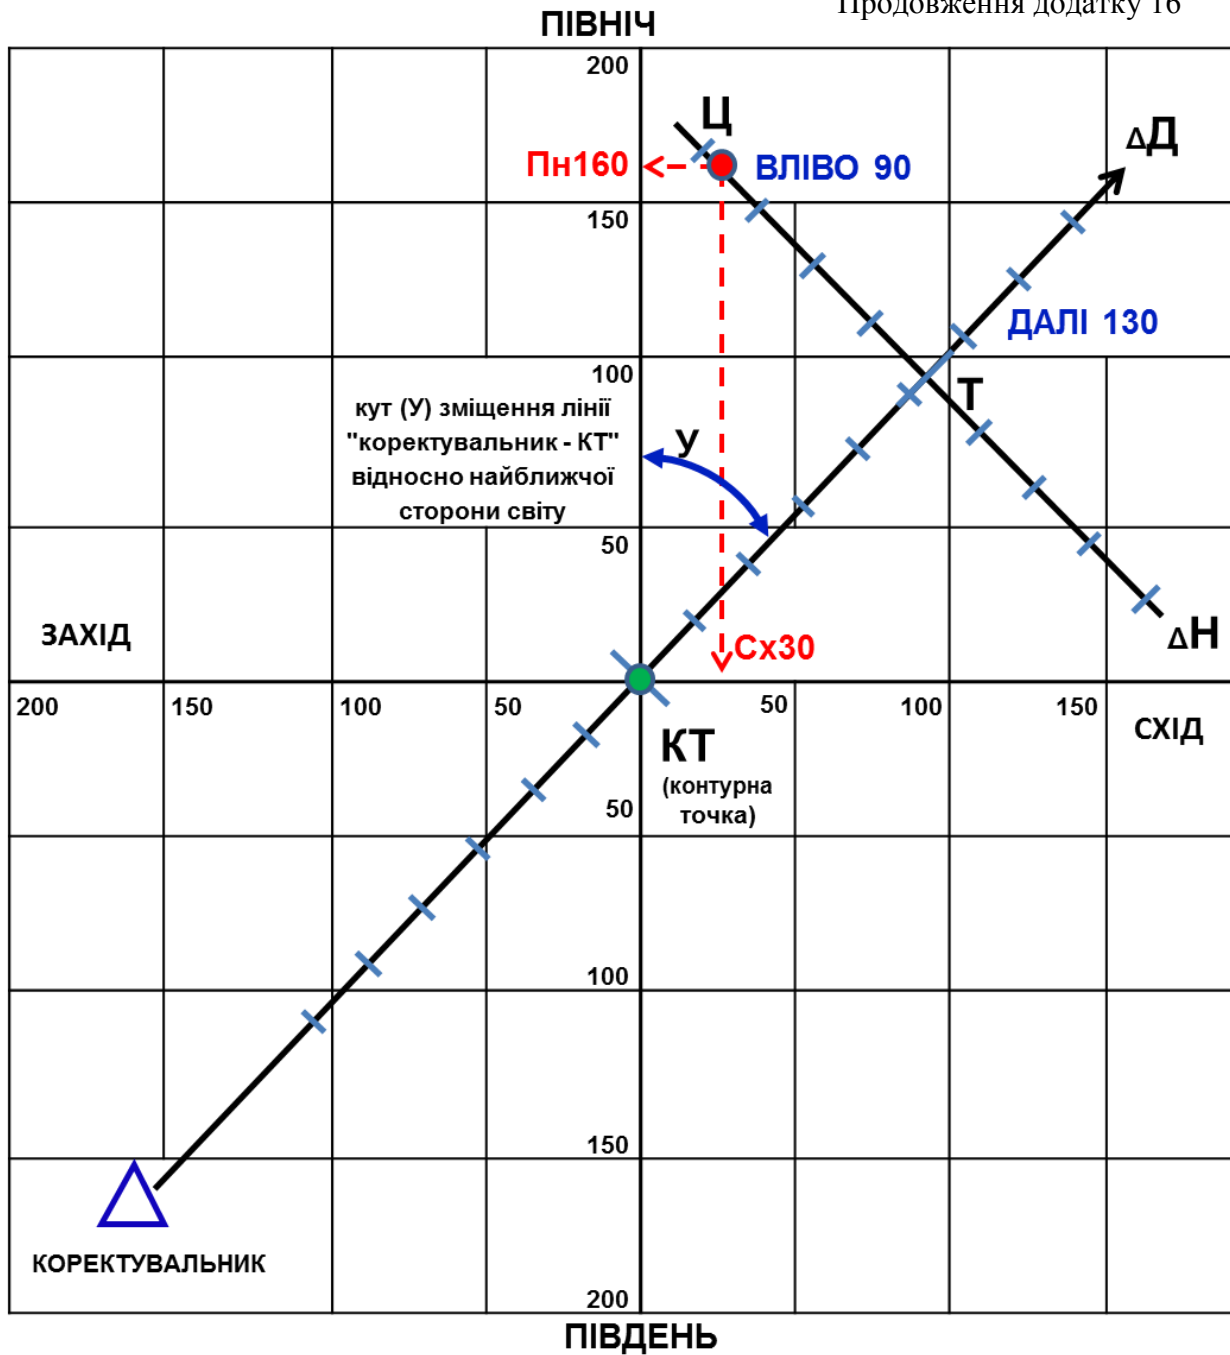 Продовження додатку 16
ПІВНІЧ
200
Ц
ΔД
Пн160
ВЛІВО 90
150
ДАЛІ 130
100
Т
кут (У) зміщення лінії
"коректувальник - КТ"
відносно найближчої
сторони світу
У
50
ЗАХІД
Сх30
ΔН
200
150
100
50
50
100
150
СХІД
КТ
(контурна
точка)
50
100
150
КОРЕКТУВАЛЬНИК
200
ПІВДЕНЬ